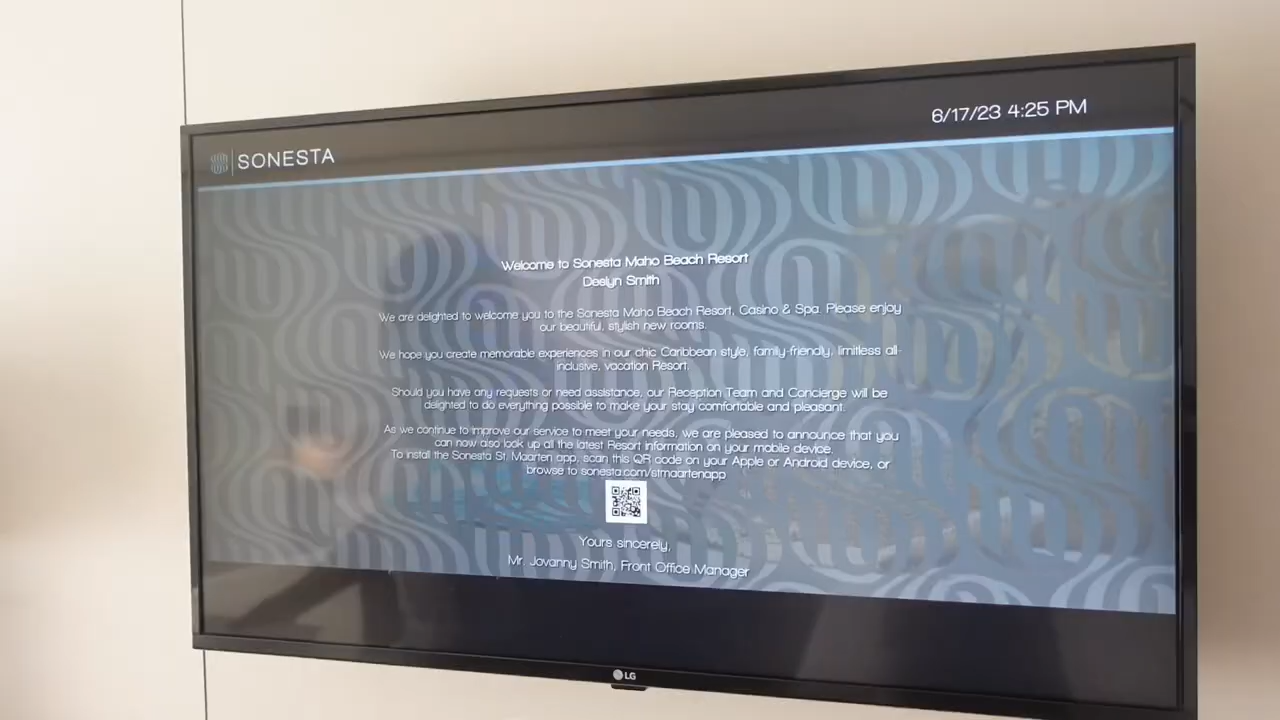 SONESTA
6/17/23 4:25 PM
Welcome to Sonesta Maho Beach Resort
Deslyn Smith
We are delighted to welcome you to the Sonesta Maho Beach Resort, Casino & Spa. Please enjoy
our beautiful, stylish new rooms.
We hope you create memorable experiences in our chic Caribbean style, family-friendly, limitless all-
inclusive, vacation Resort.
Should you have any requests or need assistance, our Reception Team and Concierge will be
delighted to do everything possible to make your stay comfortable and pleasant.
As we continue to improve our service to meet your needs, we are pleased to announce that you
can now also look up all the latest Resort information on your mobile device.
To install the Sonesta St. Maarten app, scan this QR code on your Apple or Android device, or
browse to sonesta.com/stmaartenapp
Yours sincerely,
Mr. Jovanny Smith, Front Office Manager
LG